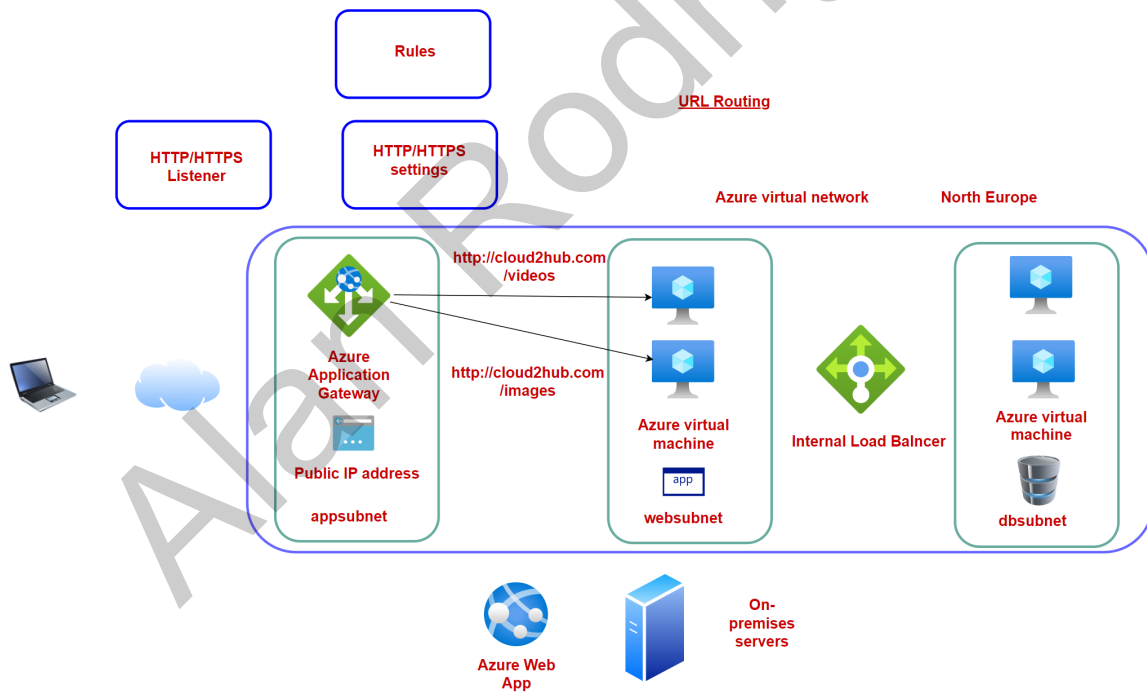 Rules
URL Routing
HTTP/HTTPS
Listener
HTTP/HTTPS
settings
Azure virtual network
North Europe
http://cloud2hub.com
/videos
Azure
Application
Gateway
http://cloud2hub.com
/images
Public IP address
appsubnet
Azure virtual
machine
app
websubnet
Internal Load Balncer
Azure virtual
machine
dbsubnet
Azure Web
App
On-
premises
servers
Alan